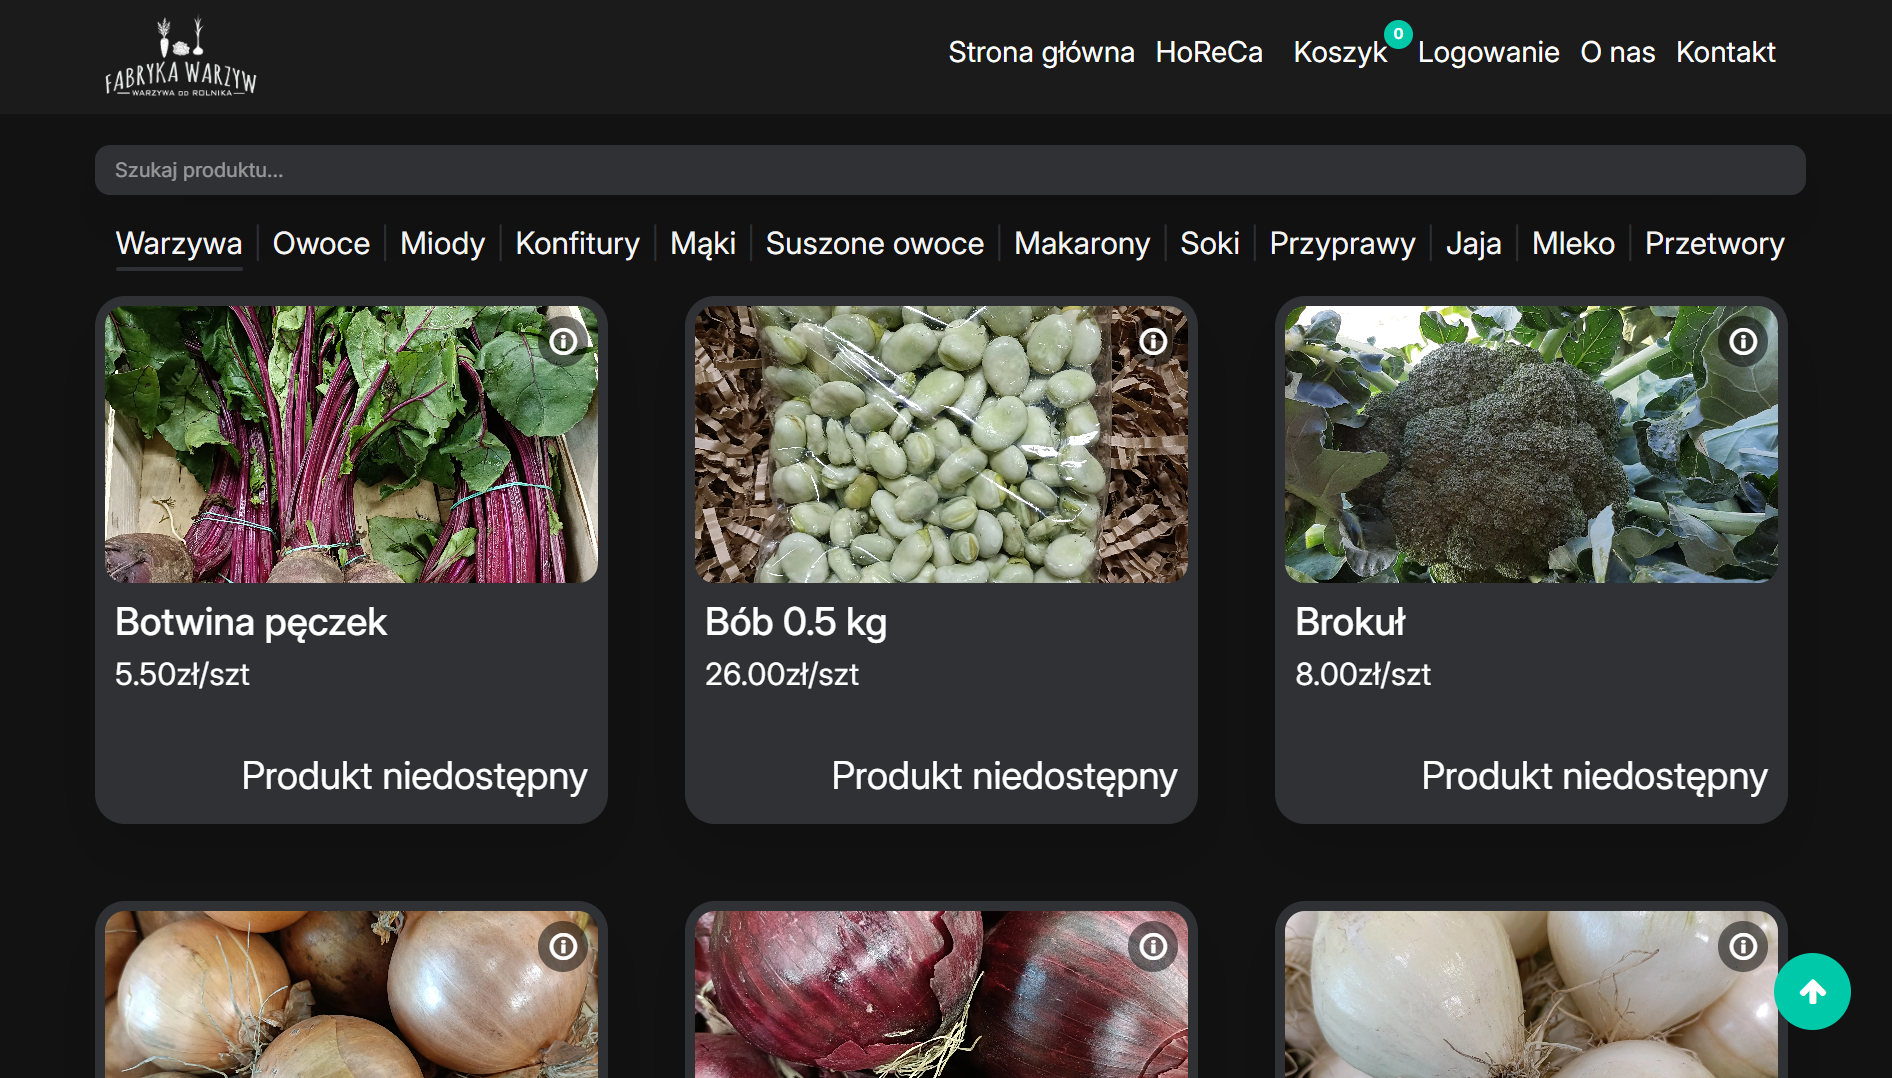 FABRYKA WARZYW
WARZYWA OD ROLNIKA
Strona główna HoReCa Koszyk 0 Logowanie O nas Kontakt
Szukaj produktu...
Warzywa Owoce Miody Konfitury Mąki Suszone owoce Makarony Soki Przyprawy Jaja Mleko Przetwory
Botwina pęczek
5.50zł/szt
Produkt niedostępny
Bób 0.5 kg
26.00zł/szt
Produkt niedostępny
Brokuł
8.00zł/szt
Produkt niedostępny